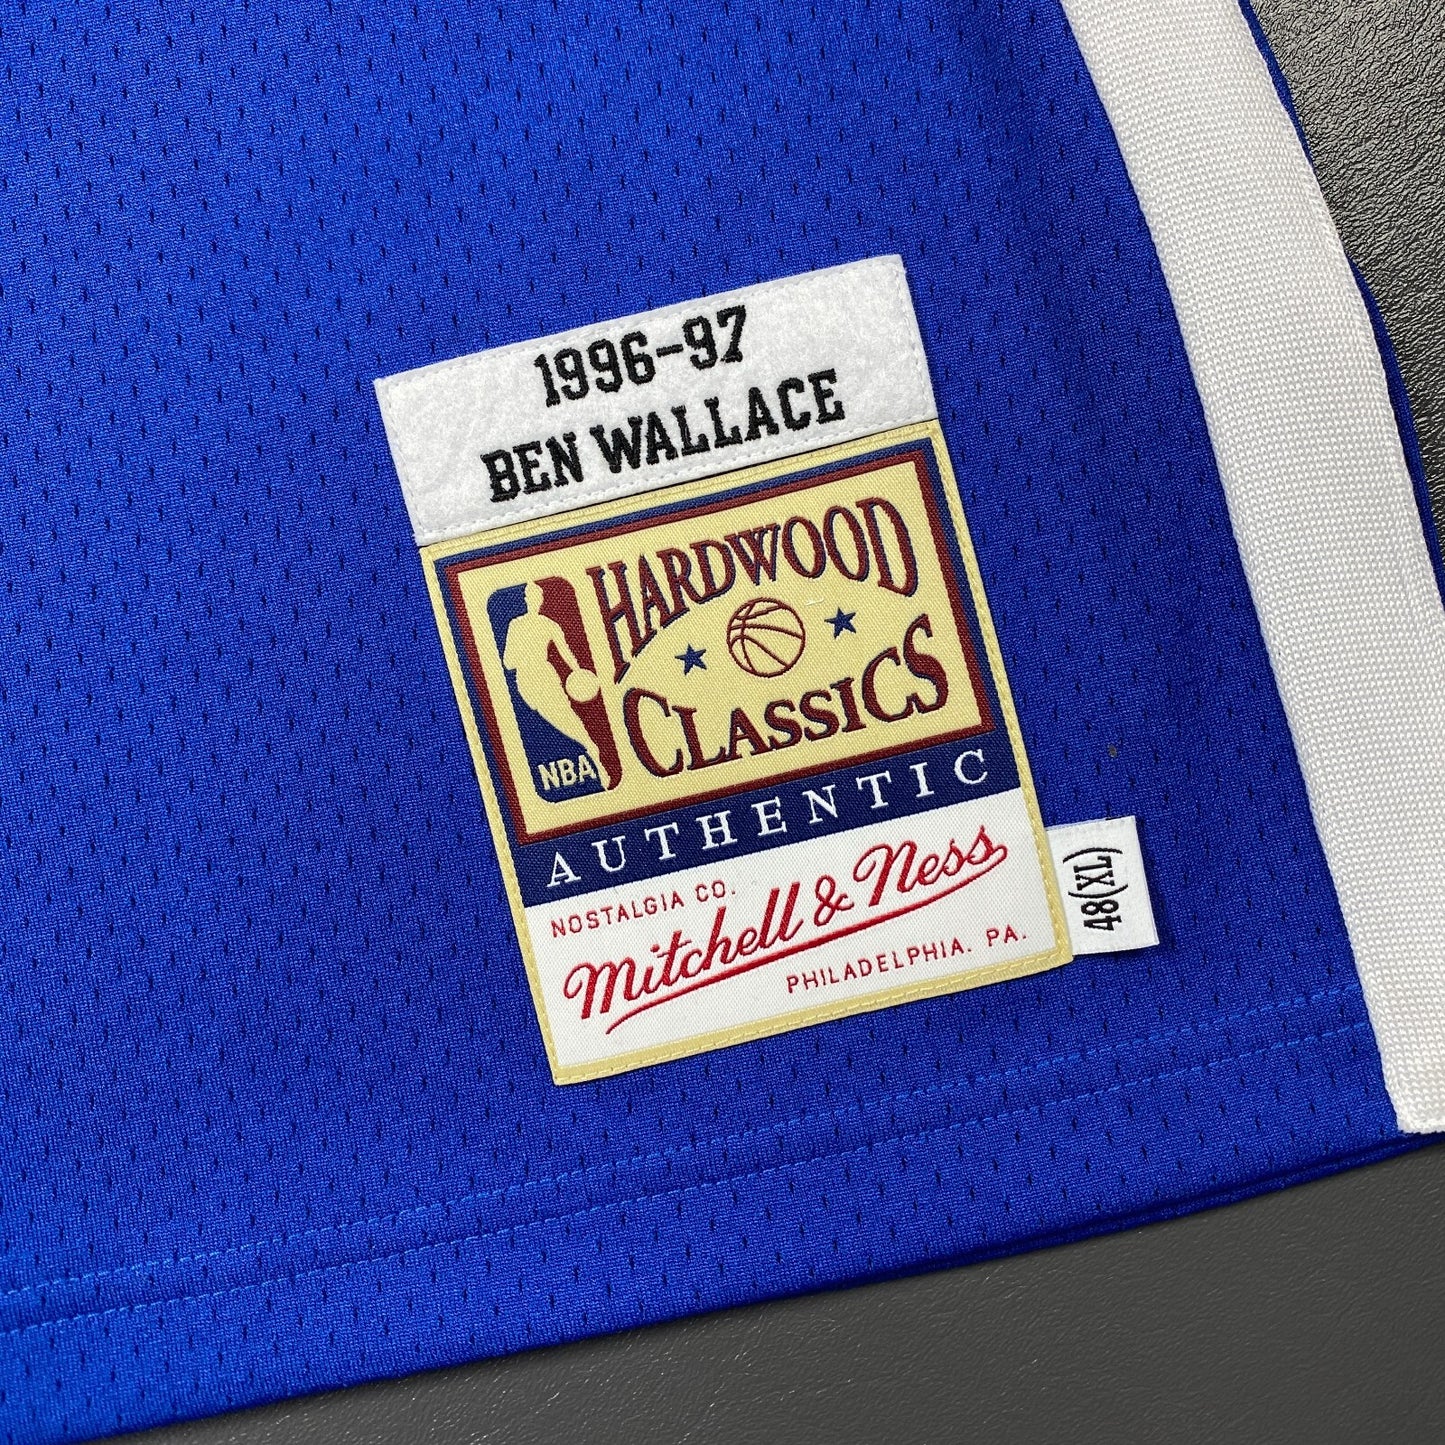 1996-97
BEN WALLACE
HARDWOOD
CLASSICS
NBA
AUTHENTIC
NOSTALGIA CO.
Mitchell & Ness
PHILADELPHIA. PA.
48(XL)